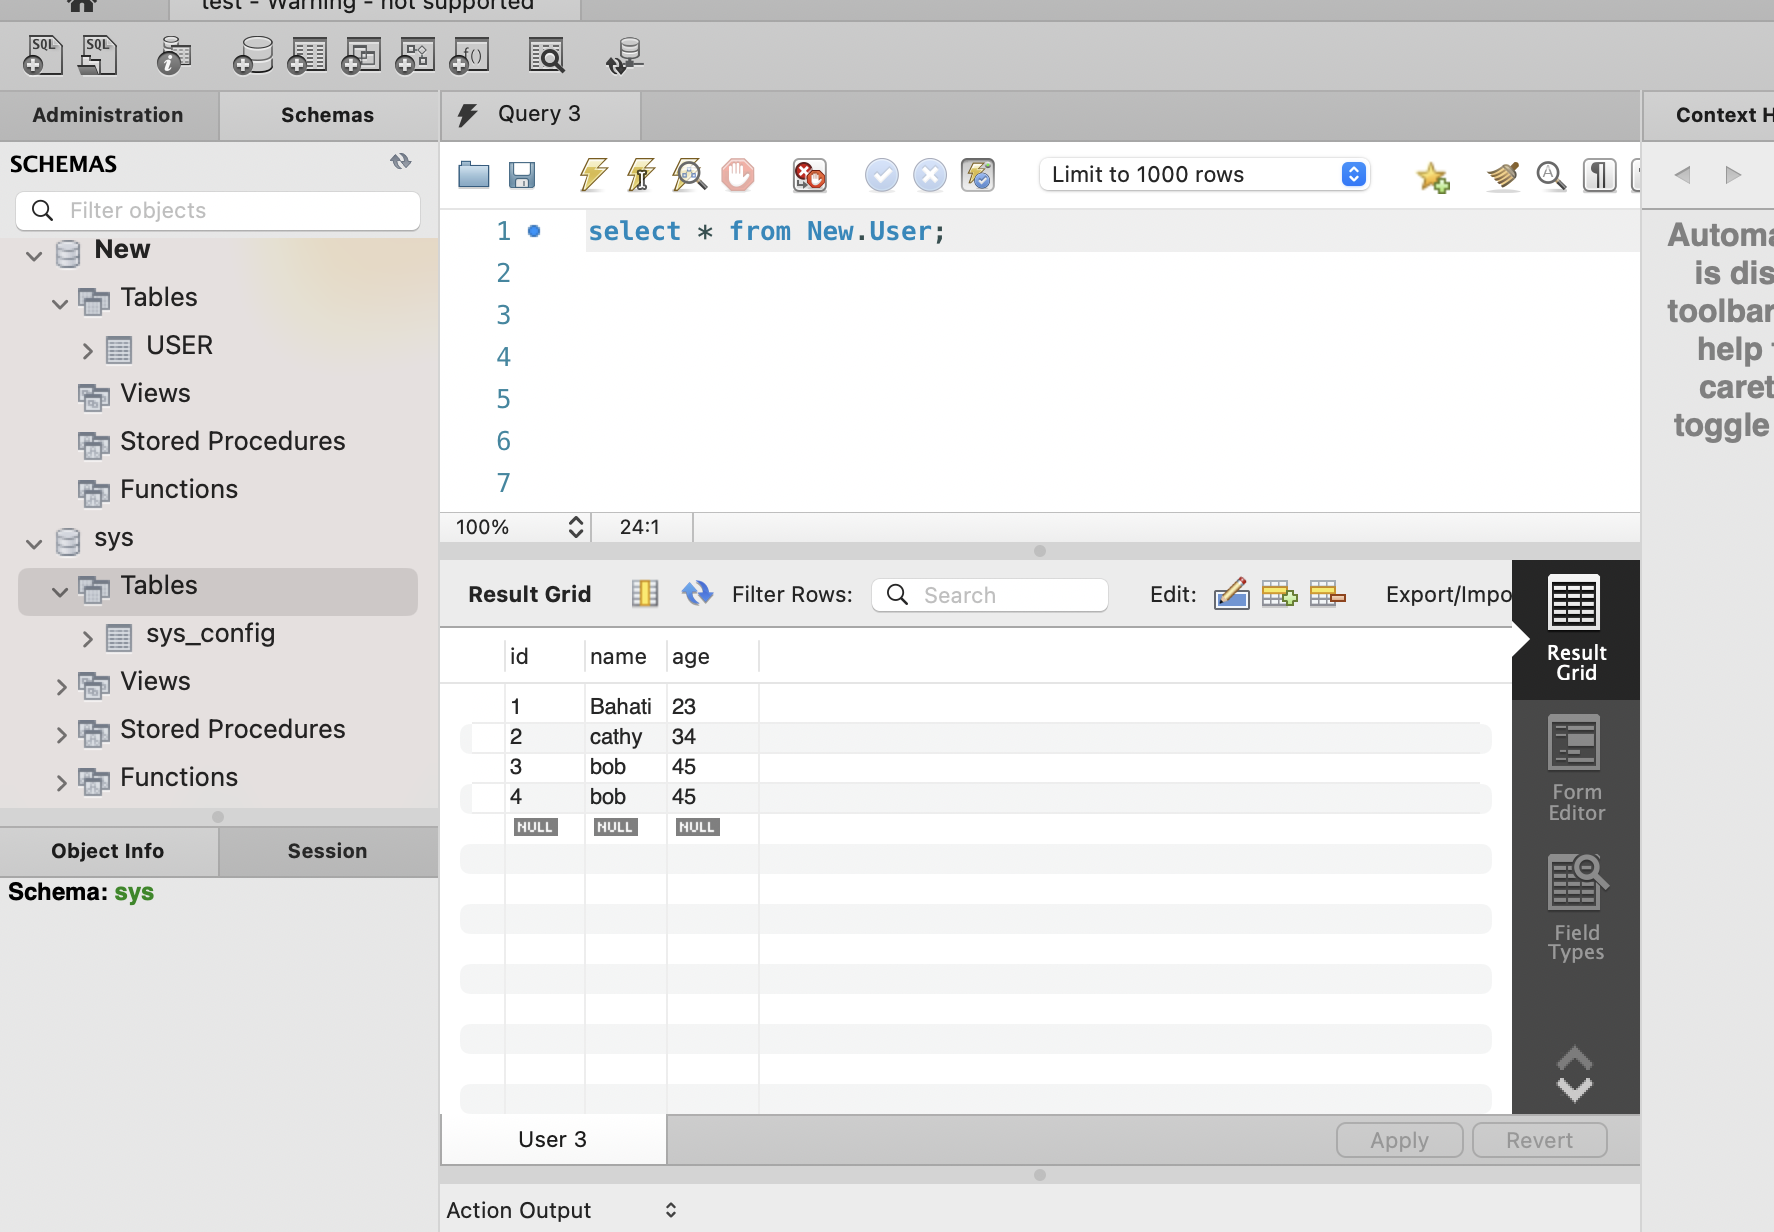 test - Warning - not supported
SQL
SQL
i
f()
Administration
Schemas
Query 3
Context H
SCHEMAS
Filter objects
Limit to 1000 rows
New
Tables
USER
Views
Stored Procedures
Functions
sys
Tables
sys_config
Views
Stored Procedures
Functions
Object Info
Session
Schema: sys
1 select * from New.User;
2
3
4
5
6
7
100%
24:1
Automa
is dis
toolbar
help
caret
toggle
Result Grid
Filter Rows:
Search
Edit:
Export/Impo
id name age
1 Bahati 23
2 cathy 34
3 bob 45
4 bob 45
NULL NULL NULL
Result
Grid
Form
Editor
Field
Types
User 3
Apply
Revert
Action Output